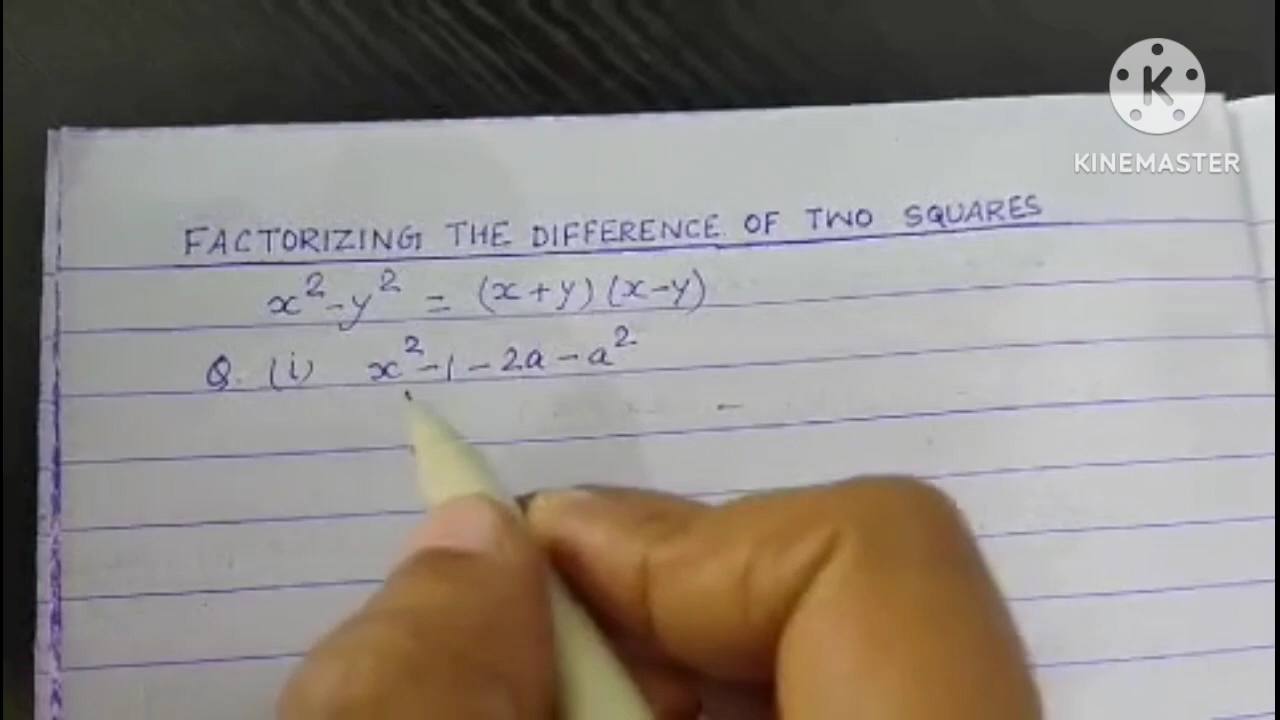 K
KINEMASTER
FACTORIZING THE DIFFERENCE OF TWO SQUARES
x² - y² = (x+y) (x-y)
Q. (i) x² - 1 - 2a - a²